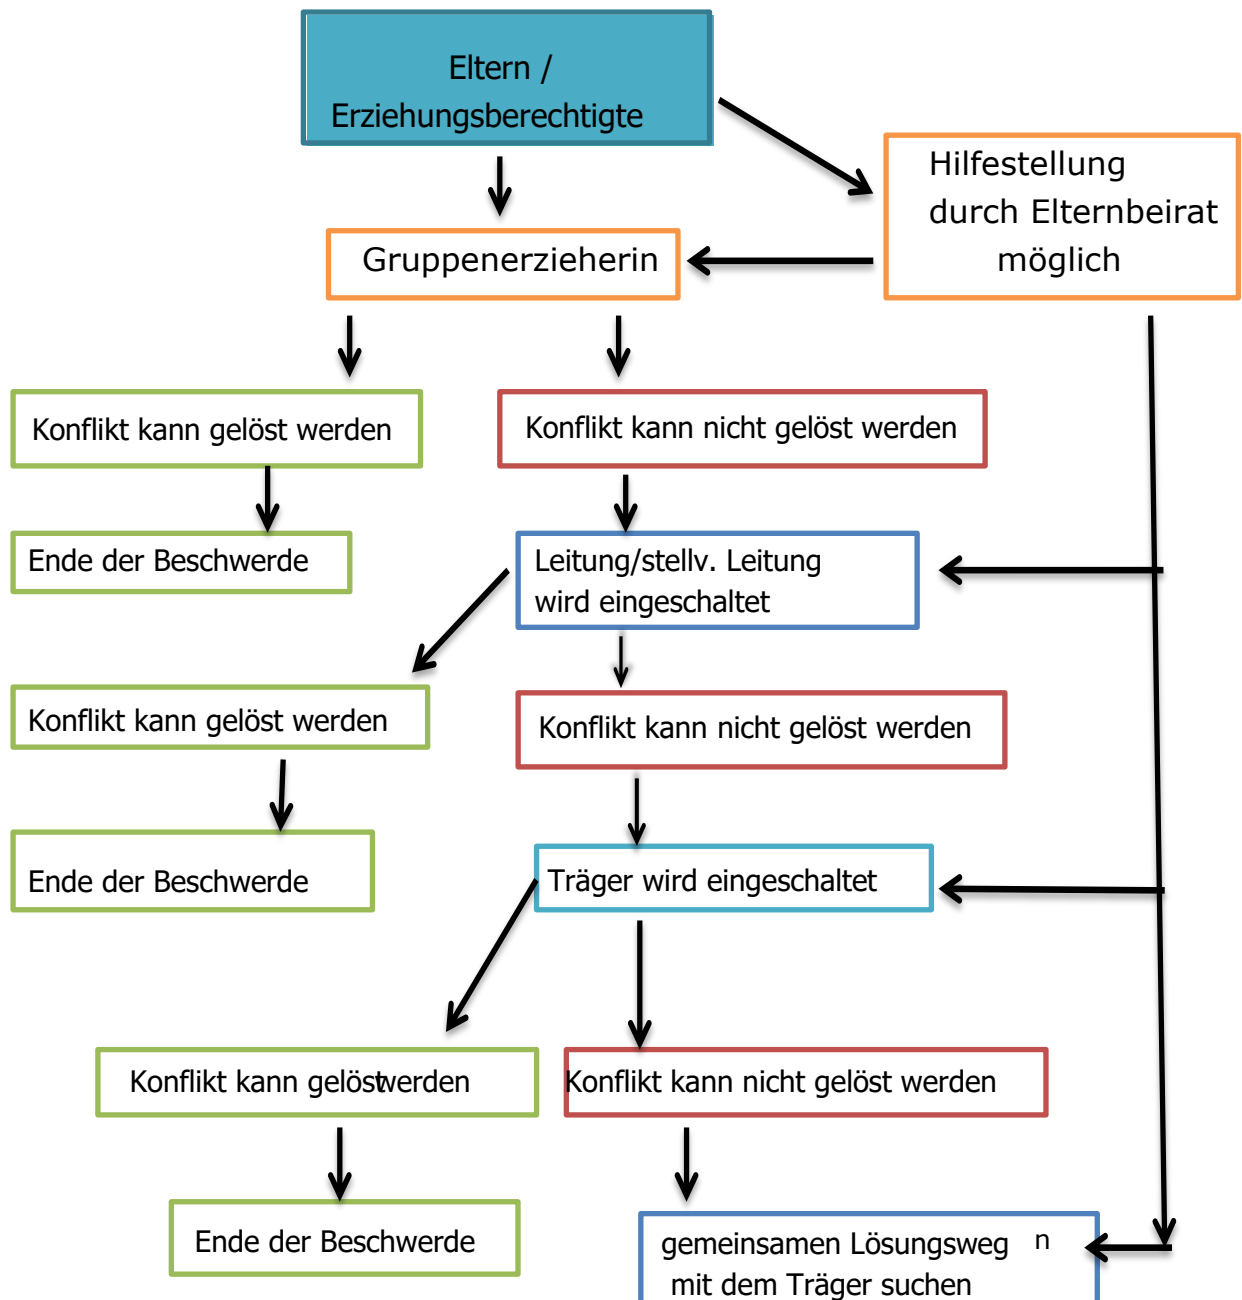 Eltern /
Erziehungsberechtigte
Hilfestellung
durch Elternbeirat
möglich
Gruppenerzieherin
Konflikt kann gelöst werden
Konflikt kann nicht gelöst werden
Ende der Beschwerde
Leitung/stellv. Leitung
wird eingeschaltet
Konflikt kann gelöst werden
Konflikt kann nicht gelöst werden
Ende der Beschwerde
Träger wird eingeschaltet
Konflikt kann gelöst werden
Konflikt kann nicht gelöst werden
Ende der Beschwerde
gemeinsamen Lösungsweg n
mit dem Träger suchen